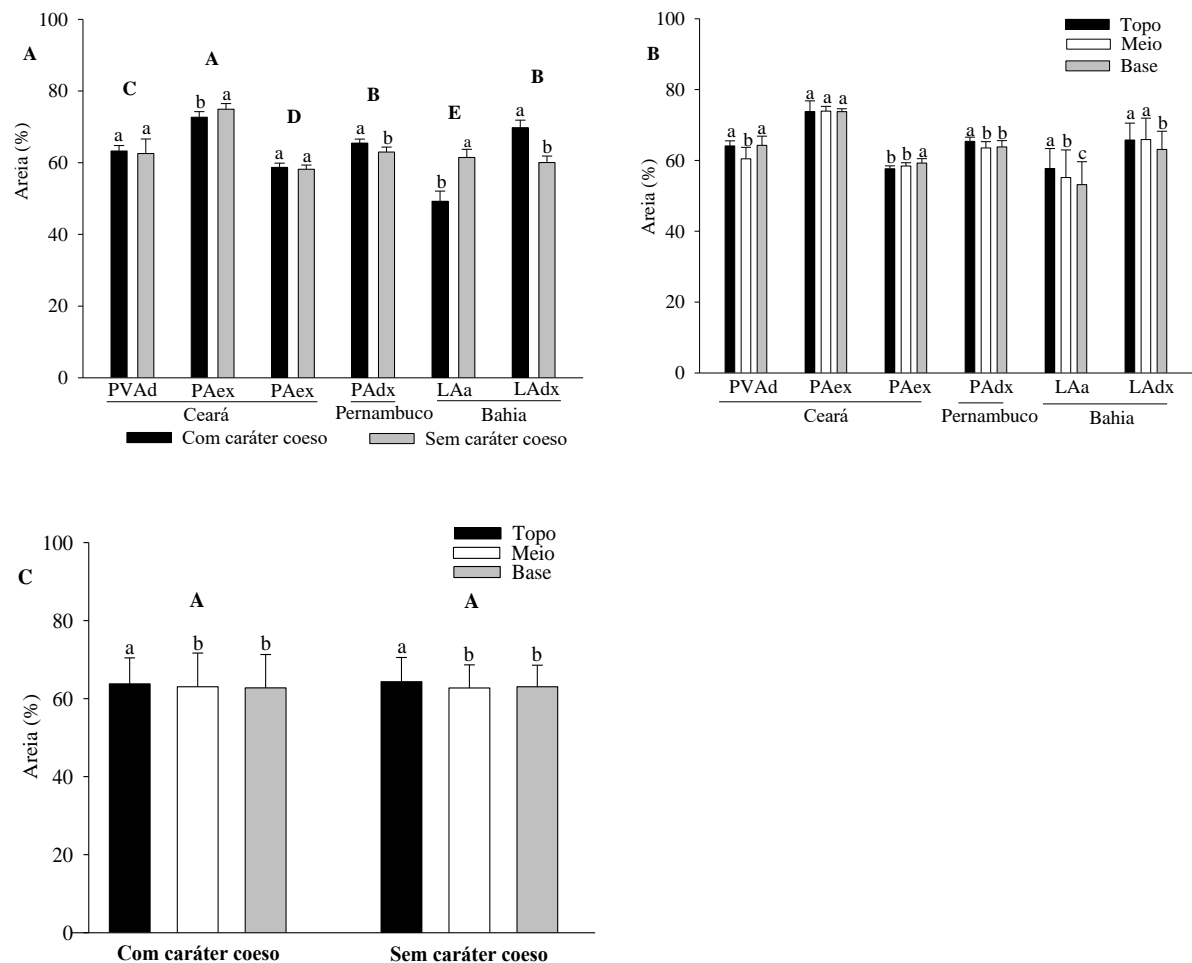 A
Areia (%)
100
80
60
40
20
0
C
A
D
B
E
B
a a
b a
a a
a b
b a
a b
PVAd PAex PAex PAdx LAa LAdx
Ceará Pernambuco Bahia
Com caráter coeso Sem caráter coeso
B
Areia (%)
100
80
60
40
20
0
Topo
Meio
Base
a b a
a a a
b b a
a b b
a b c
a a b
PVAd PAex PAex PAdx LAa LAdx
Ceará Pernambuco Bahia
C
Areia (%)
100
80
60
40
20
0
Topo
Meio
Base
A A
a b b a b b
Com caráter coeso Sem caráter coeso